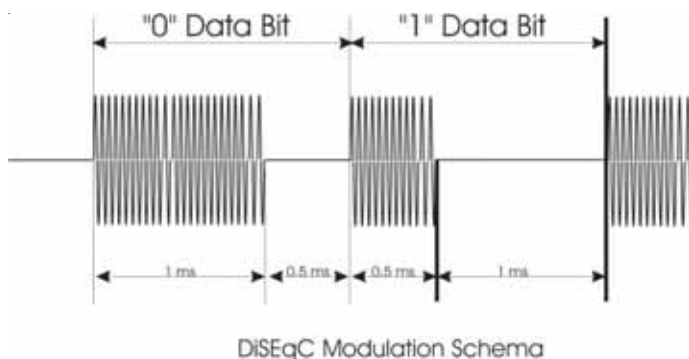 "0" Data Bit "1" Data Bit
1 ms 0.5 ms 0.5 ms 1 ms
DiSEqC Modulation Schema